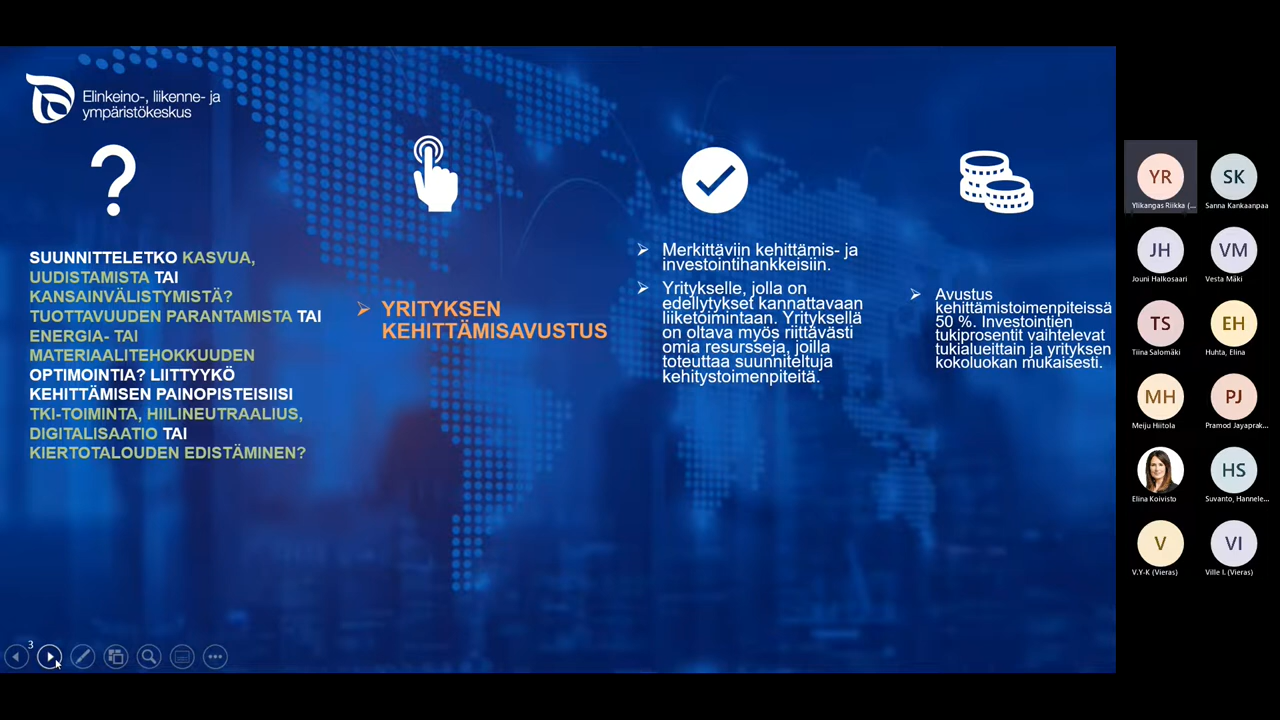 Elinkeino-, liikenne- ja
ympäristökeskus
SUUNNITTELETKO KASVUA,
UUDISTAMISTA TAI
KANSAINVÄLISTYMISTÄ?
TUOTTAVUUDEN PARANTAMISTA TAI
ENERGIA- TAI
MATERIAALITEHOKKUUDEN
OPTIMOINTIA? LIITTYYKÖ
KEHITTÄMISEN PAINOPISTEISIISI
TKI-TOIMINTA, HIILINEUTRAALIUS,
DIGITALISAATIO TAI
KIERTOTALOUDEN EDISTÄMINEN?
YRITYKSEN
KEHITTÄMISAVUSTUS
Merkittäviin kehittämis- ja
investointihankkeisiin.
Yritykselle, jolla on
edellytykset kannattavaan
liiketoimintaan. Yrityksellä
on oltava myös riittävästi
omia resursseja, joilla
toteuttaa suunniteltuja
kehitystoimenpiteitä.
Avustus
kehittämistoimenpiteissä
50 %. Investointien
tukiprosentit vaihtelevat
tukialueittain ja yrityksen
kokoluokan mukaisesti.
3
YR
SK
Ylikangas Riikka (...
Sanna Kankaanpaa
JH
VM
Jouni Halkosaari
Vesta Mäki
TS
EH
Tiina Salomäki
Huhta, Elina
MH
PJ
Meiju Hiitola
Pramod Jayaprak...
HS
Elina Koivisto
Suvanto, Hannele...
V
VI
V.Y-K (Vieras)
Ville I. (Vieras)